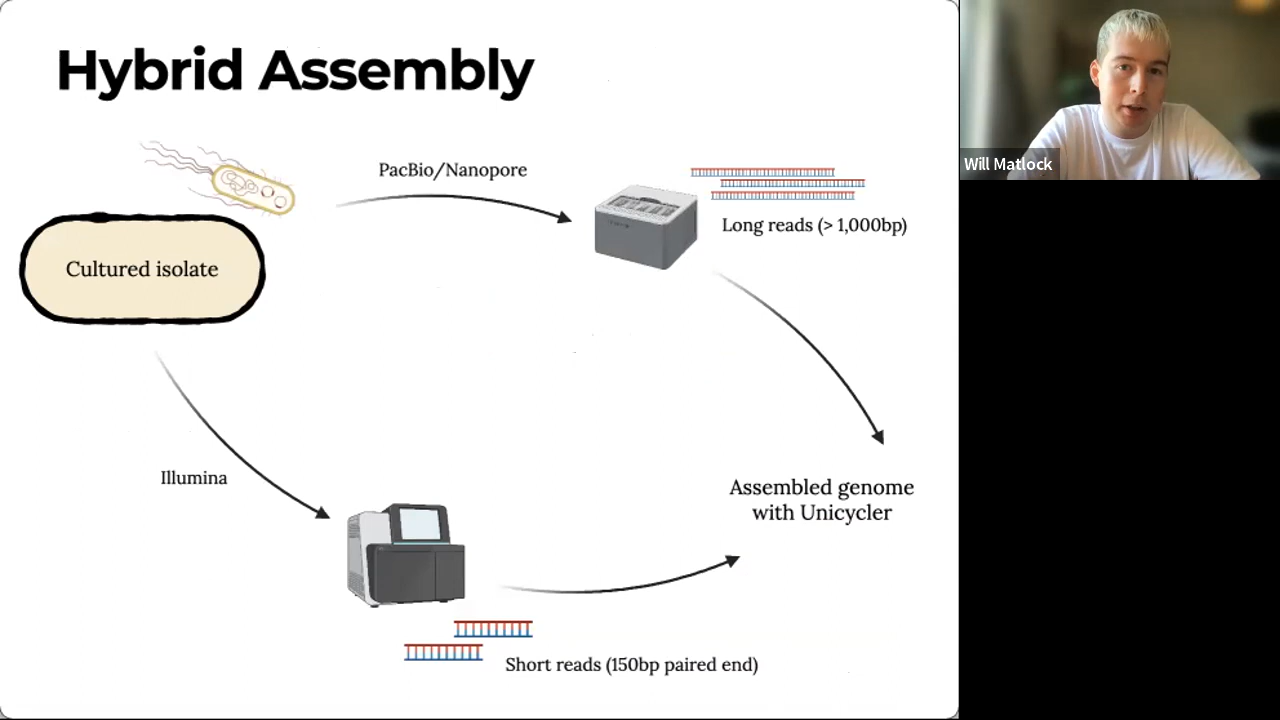 Hybrid Assembly
PacBio/Nanopore
Long reads (> 1,000bp)
Cultured isolate
Illumina
Assembled genome
with Unicycler
Short reads (150bp paired end)
Will Matlock